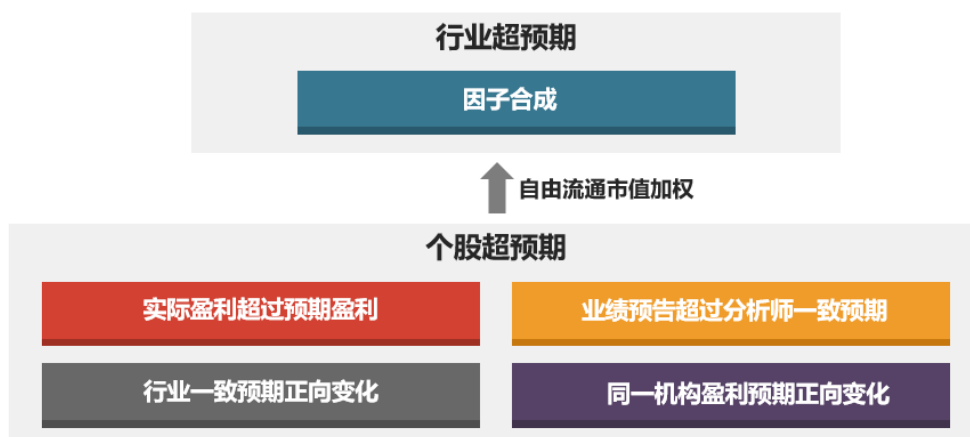 行业超预期
因子合成
自由流通市值加权
个股超预期
实际盈利超过预期盈利
业绩预告超过分析师一致预期
行业一致预期正向变化
同一机构盈利预期正向变化